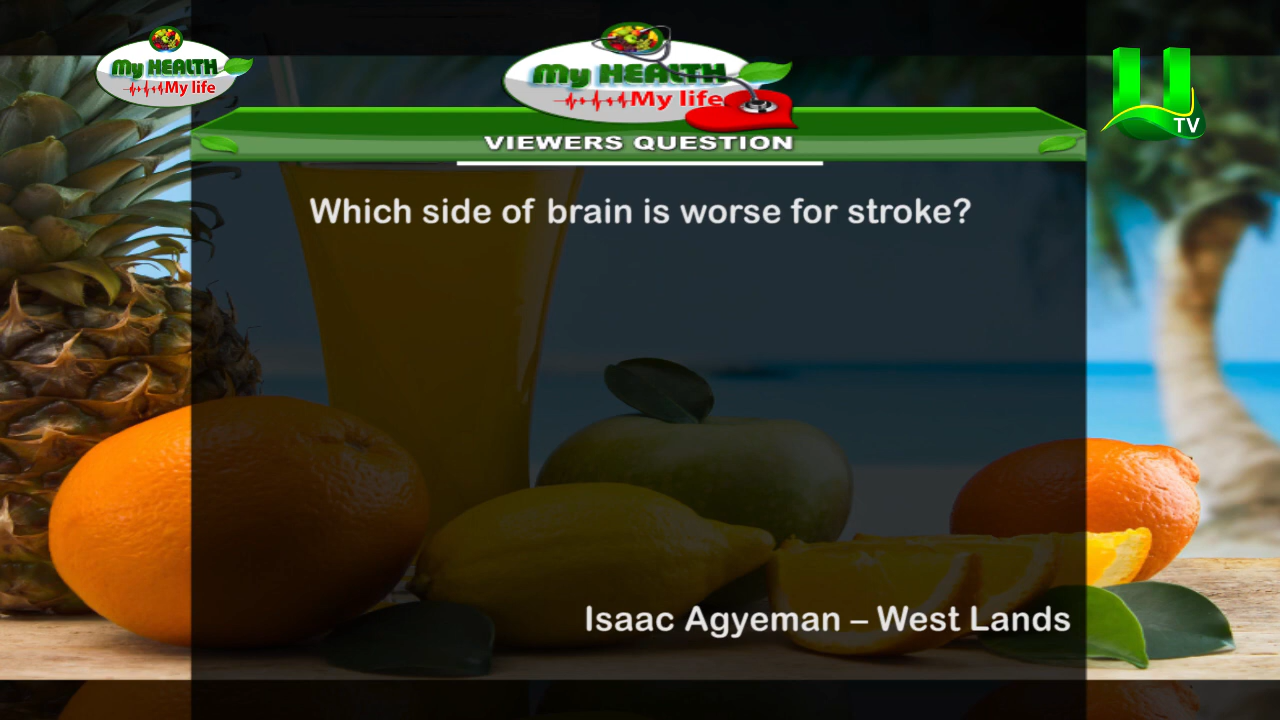 My HEALTH
My life
My HEALTH
My life
TV
VIEWERS QUESTION
Which side of brain is worse for stroke?
Isaac Agyeman – West Lands